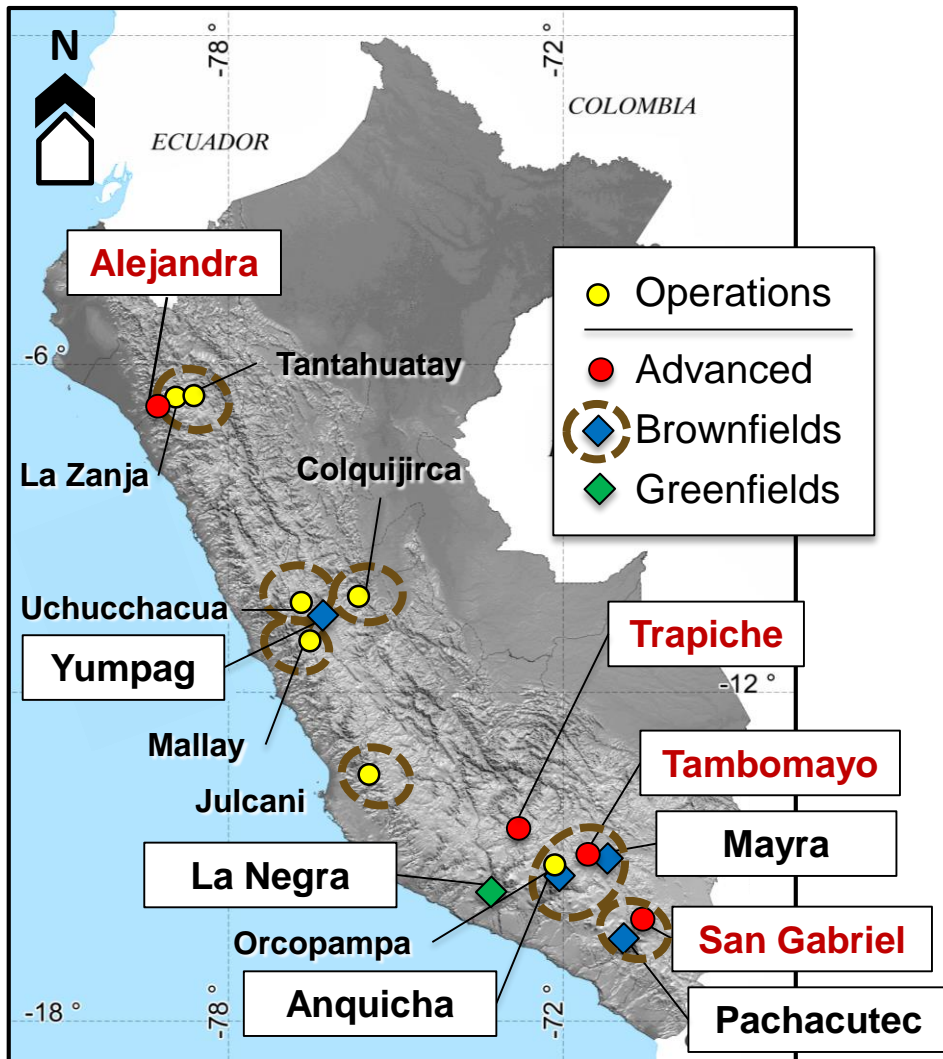 N
-78
-72
COLOMBIA
ECUADOR
Alejandra
Operations
Advanced
Brownfields
Greenfields
-6 °
Tantahuatay
La Zanja
Colquijirca
Uchucchacua
Yumpag
Trapiche
-12 °
Mallay
Tambomayo
Julcani
Mayra
La Negra
San Gabriel
Orcopampa
Anquicha
Pachacutec
-18 °
-78 °
-72 °